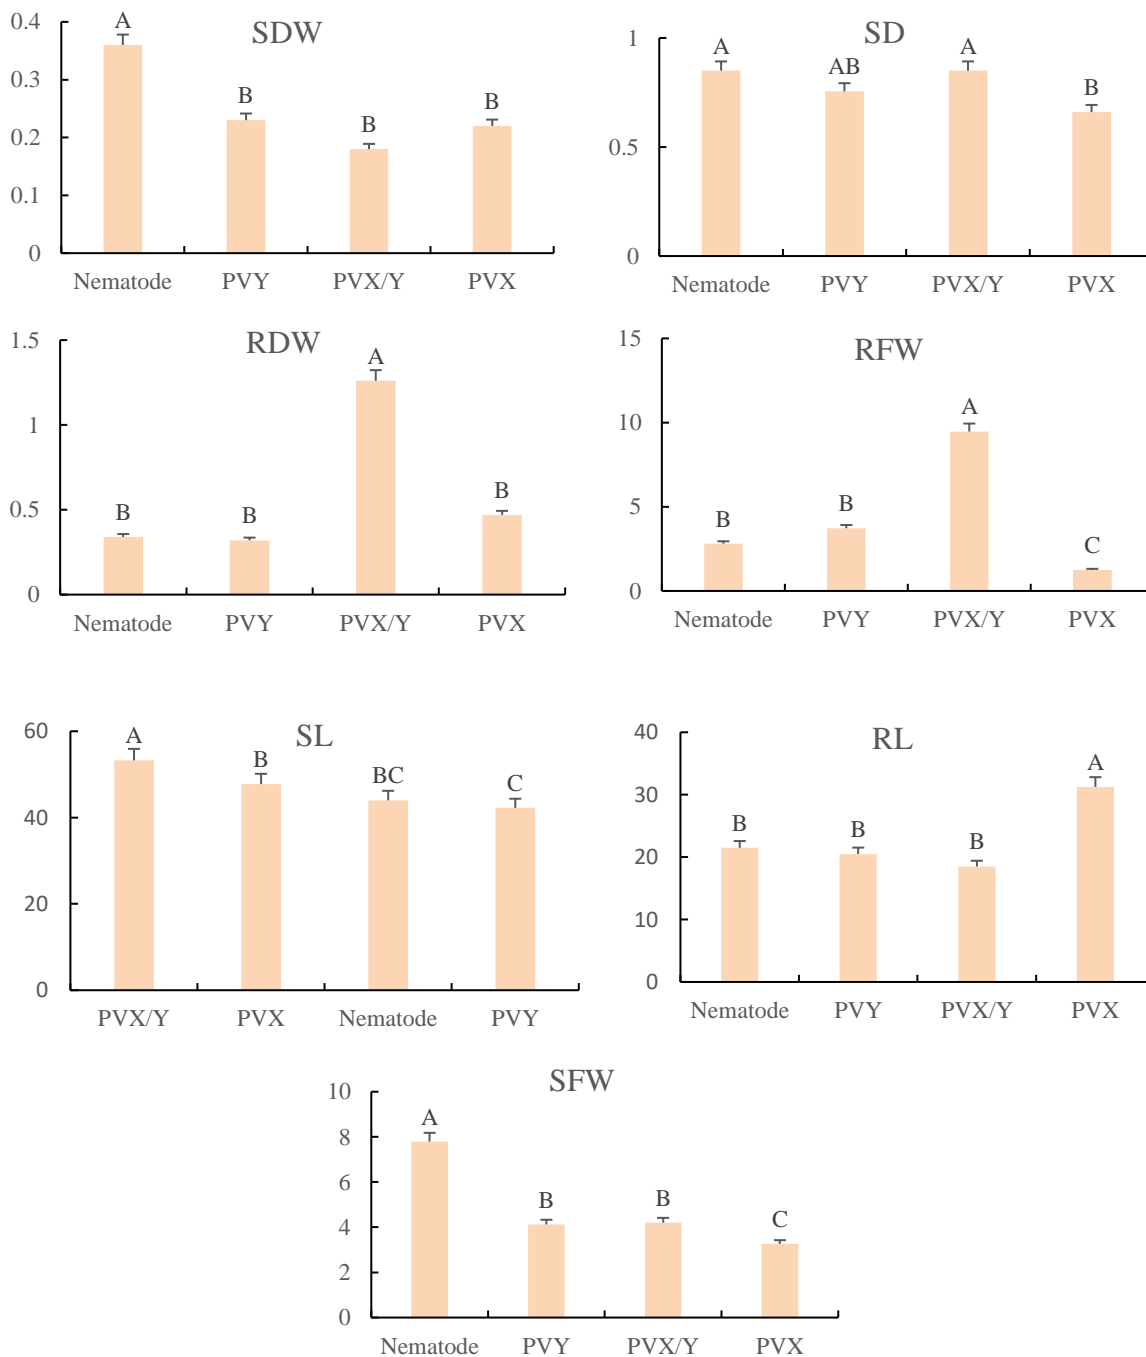 SDW
0.4
0.3
0.2
0.1
0
A
B
B
B
Nematode PVY PVX/Y PVX
SD
1
0.5
0
A
AB
A
B
Nematode PVY PVX/Y PVX
RDW
1.5
1
0.5
0
B
B
A
B
Nematode PVY PVX/Y PVX
RFW
15
10
5
0
B
B
A
C
Nematode PVY PVX/Y PVX
SL
60
40
20
0
A
B
BC
C
PVX/Y PVX Nematode PVY
RL
40
30
20
10
0
B
B
B
A
Nematode PVY PVX/Y PVX
SFW
10
8
6
4
2
0
A
B
B
C
Nematode PVY PVX/Y PVX